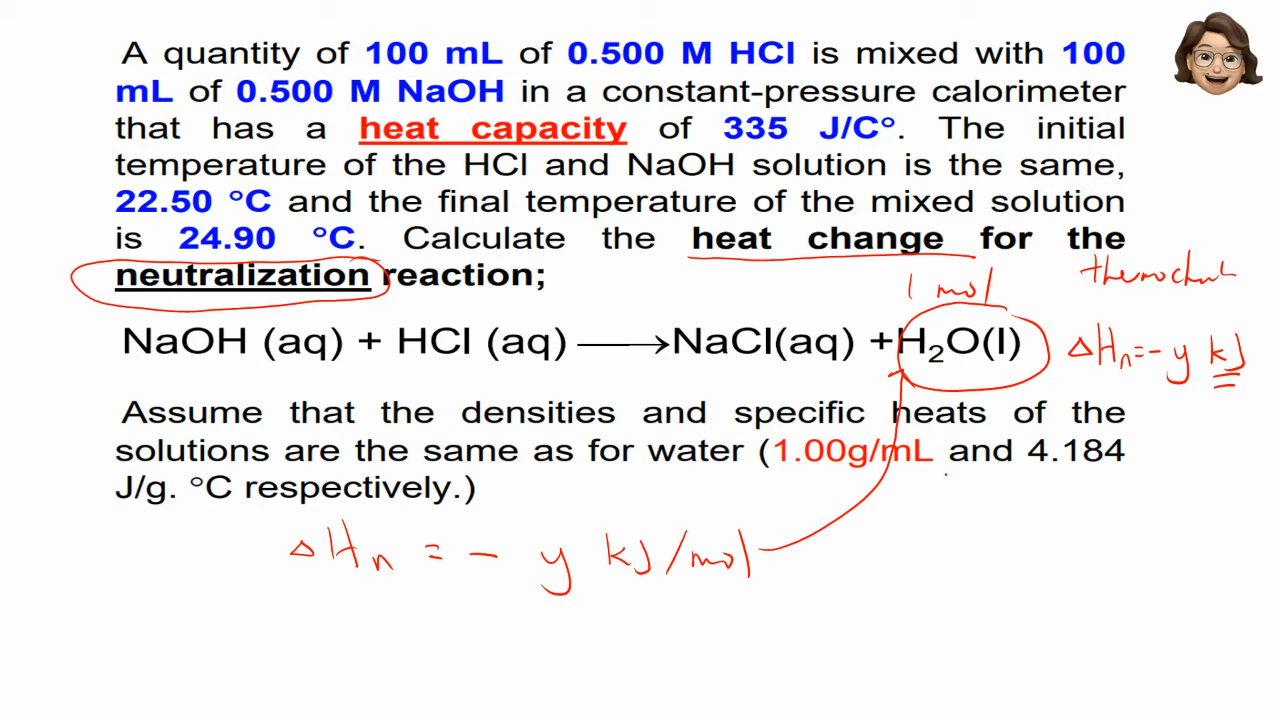 A quantity of 100 mL of 0.500 M HCl is mixed with 100
mL of 0.500 M NaOH in a constant-pressure calorimeter
that has a heat capacity of 335 J/C°. The initial
temperature of the HCl and NaOH solution is the same,
22.50 °C and the final temperature of the mixed solution
is 24.90 °C. Calculate the heat change for the
neutralization reaction;
1 mol
NaOH (aq) + HCl (aq) ⟶NaCl(aq) +H₂O(l)
ΔHn = - y kJ
Assume that the densities and specific heats of the
solutions are the same as for water (1.00g/mL and 4.184
J/g. °C respectively.)
ΔHn = - y kJ/mol